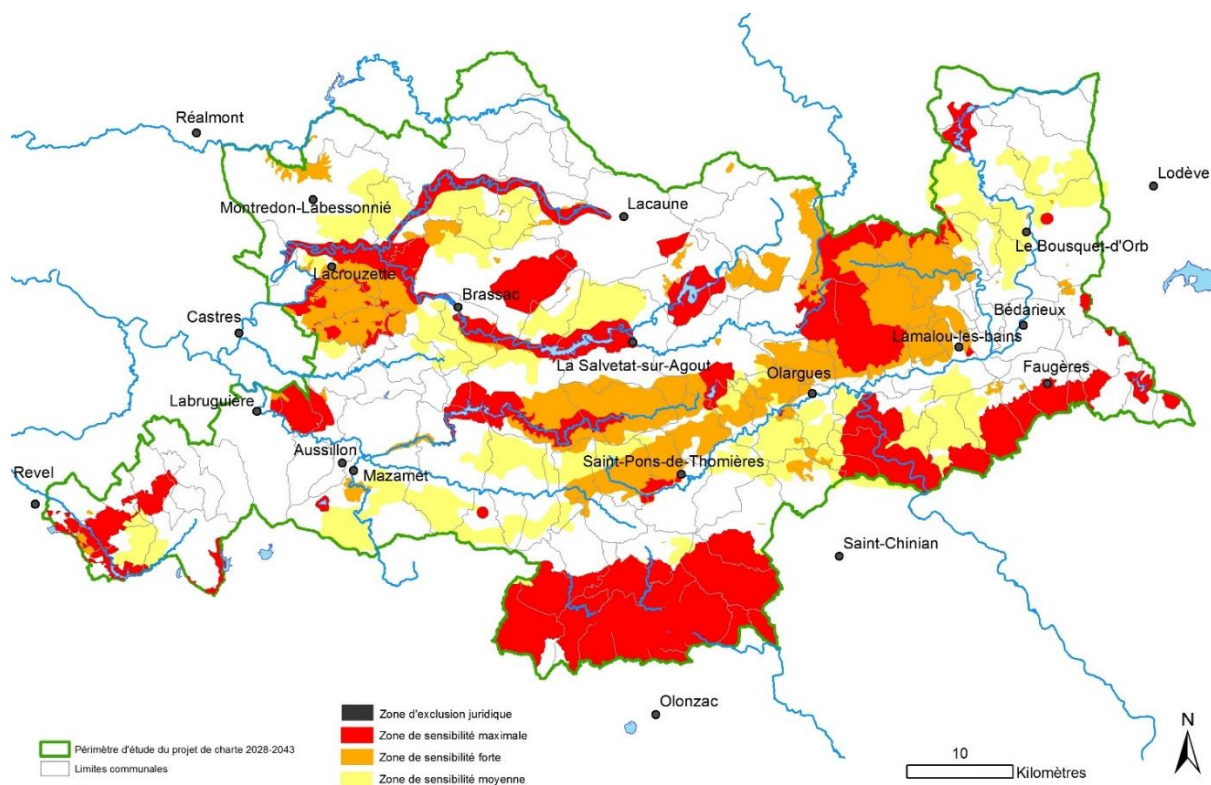 Réalmont
Lodève
Montredon-Labessonnié
Lacaune
Le Bousquet-d'Orb
Lacrouzette
Brassac
Castres
Bédarieux
Lamalou-les-bains
La Salvetat-sur-Agout
Olargues
Faugères
Labruguière
Aussillon
Mazamet
Saint-Pons-de-Thomières
Revel
Saint-Chinian
Olonzac
Zone d'exclusion juridique
Zone de sensibilité maximale
Zone de sensibilité forte
Zone de sensibilité moyenne
Périmètre d'étude du projet de charte 2028-2043
Limites communales
N
10
Kilomètres